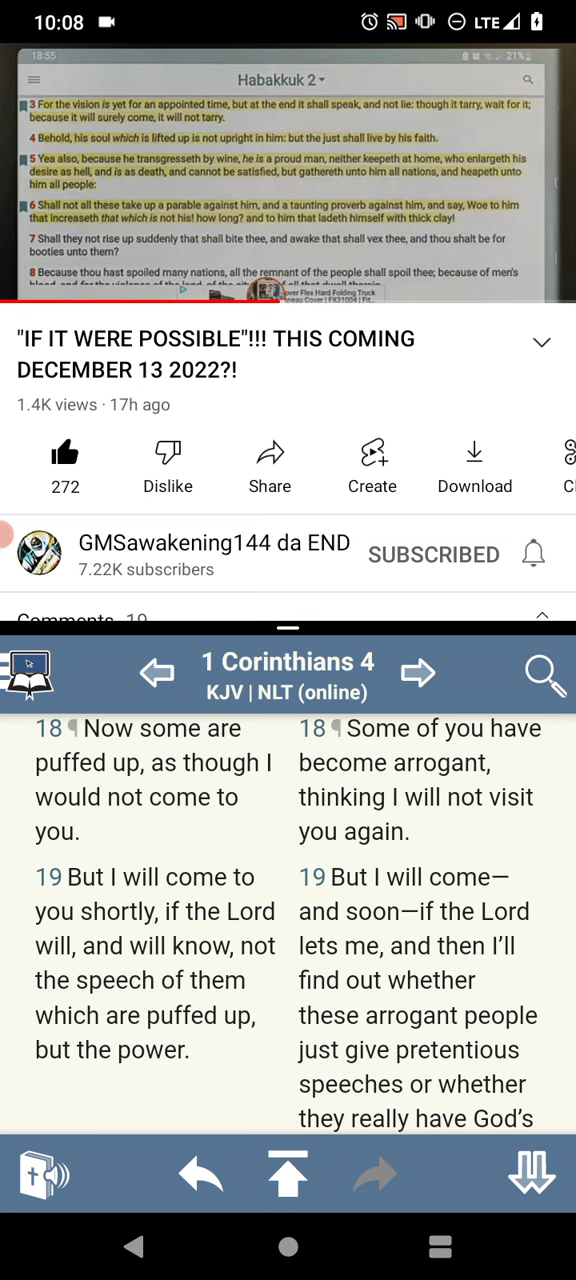 10:08
LTE
18:55
21%
Habakkuk 2
3 For the vision is yet for an appointed time, but at the end it shall speak, and not lie: though it tarry, wait for it;
because it will surely come, it will not tarry.
4 Behold, his soul which is lifted up is not upright in him: but the just shall live by his faith.
5 Yea also, because he transgresseth by wine, he is a proud man, neither keepeth at home, who enlargeth his
desire as hell, and is as death, and cannot be satisfied, but gathereth unto him all nations, and heapeth unto
him all people:
6 Shall not all these take up a parable against him, and a taunting proverb against him, and say, Woe to him
that increaseth that which is not his! how long? and to him that ladeth himself with thick clay!
7 Shall they not rise up suddenly that shall bite thee, and awake that shall vex thee, and thou shalt be for
booties unto them?
8 Because thou hast spoiled many nations, all the remnant of the people shall spoil thee; because of men's
over Flex Hard Folding Truck
neau Cover | FX31004 | Fit...
"IF IT WERE POSSIBLE"!!! THIS COMING
DECEMBER 13 2022?!
1.4K views · 17h ago
272
Dislike
Share
Create
Download
GMSawakening144 da END
7.22K subscribers
SUBSCRIBED
Comments 19
1 Corinthians 4
KJV | NLT (online)
18 ¶ Now some are
puffed up, as though I
would not come to
you.
19 But I will come to
you shortly, if the Lord
will, and will know, not
the speech of them
which are puffed up,
but the power.
18 ¶ Some of you have
become arrogant,
thinking I will not visit
you again.
19 But I will come—
and soon—if the Lord
lets me, and then I'll
find out whether
these arrogant people
just give pretentious
speeches or whether
they really have God's